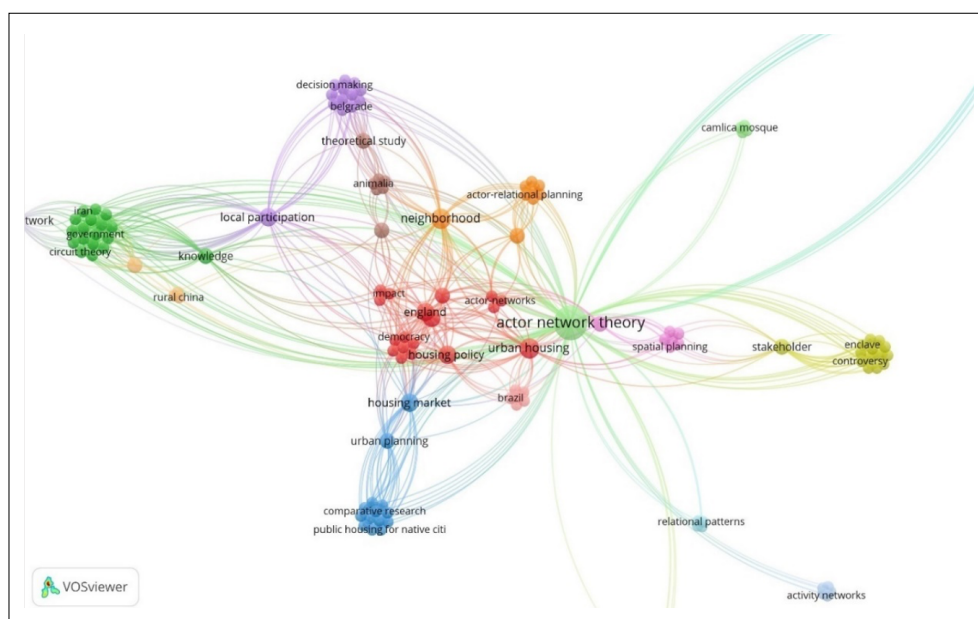 decision making
belgrade
theoretical study
camlica mosque
animalia
actor-relational planning
iran
twork
local participation
neighborhood
government
circuit theory
knowledge
rural china
impact
actor-networks
england
actor network theory
democracy
urban housing
spatial planning
stakeholder
enclave
housing policy
controversy
housing market
brazil
urban planning
comparative research
public housing for native citi
relational patterns
VOSviewer
activity networks